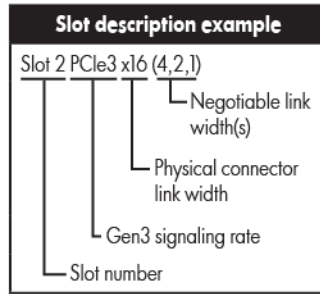 Slot description example
Slot 2 PCIe3 x16 (4,2,1)
Negotiable link
width(s)
Physical connector
link width
Gen3 signaling rate
Slot number